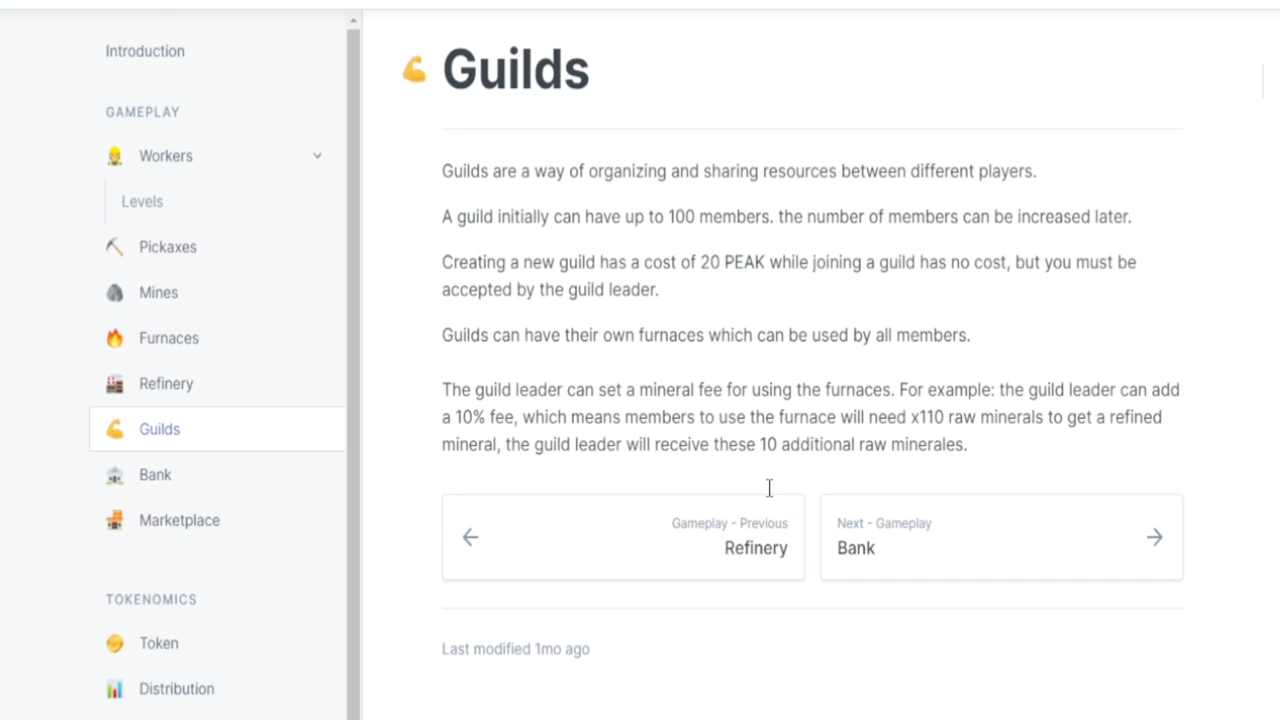 Introduction
GAMEPLAY
Workers
Levels
Pickaxes
Mines
Furnaces
Refinery
Guilds
Bank
Marketplace
TOKENOMICS
Token
Distribution
Guilds
Guilds are a way of organizing and sharing resources between different players.
A guild initially can have up to 100 members. the number of members can be increased later.
Creating a new guild has a cost of 20 PEAK while joining a guild has no cost, but you must be
accepted by the guild leader.
Guilds can have their own furnaces which can be used by all members.
The guild leader can set a mineral fee for using the furnaces. For example: the guild leader can add
a 10% fee, which means members to use the furnace will need x110 raw minerals to get a refined
mineral, the guild leader will receive these 10 additional raw minerales.
Gameplay - Previous
Refinery
Next - Gameplay
Bank
Last modified 1mo ago